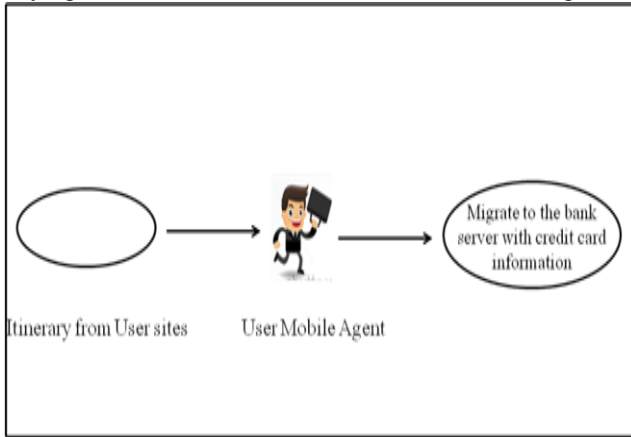 Migrate to the bank
server with credit card
information
Itinerary from User sites
User Mobile Agent